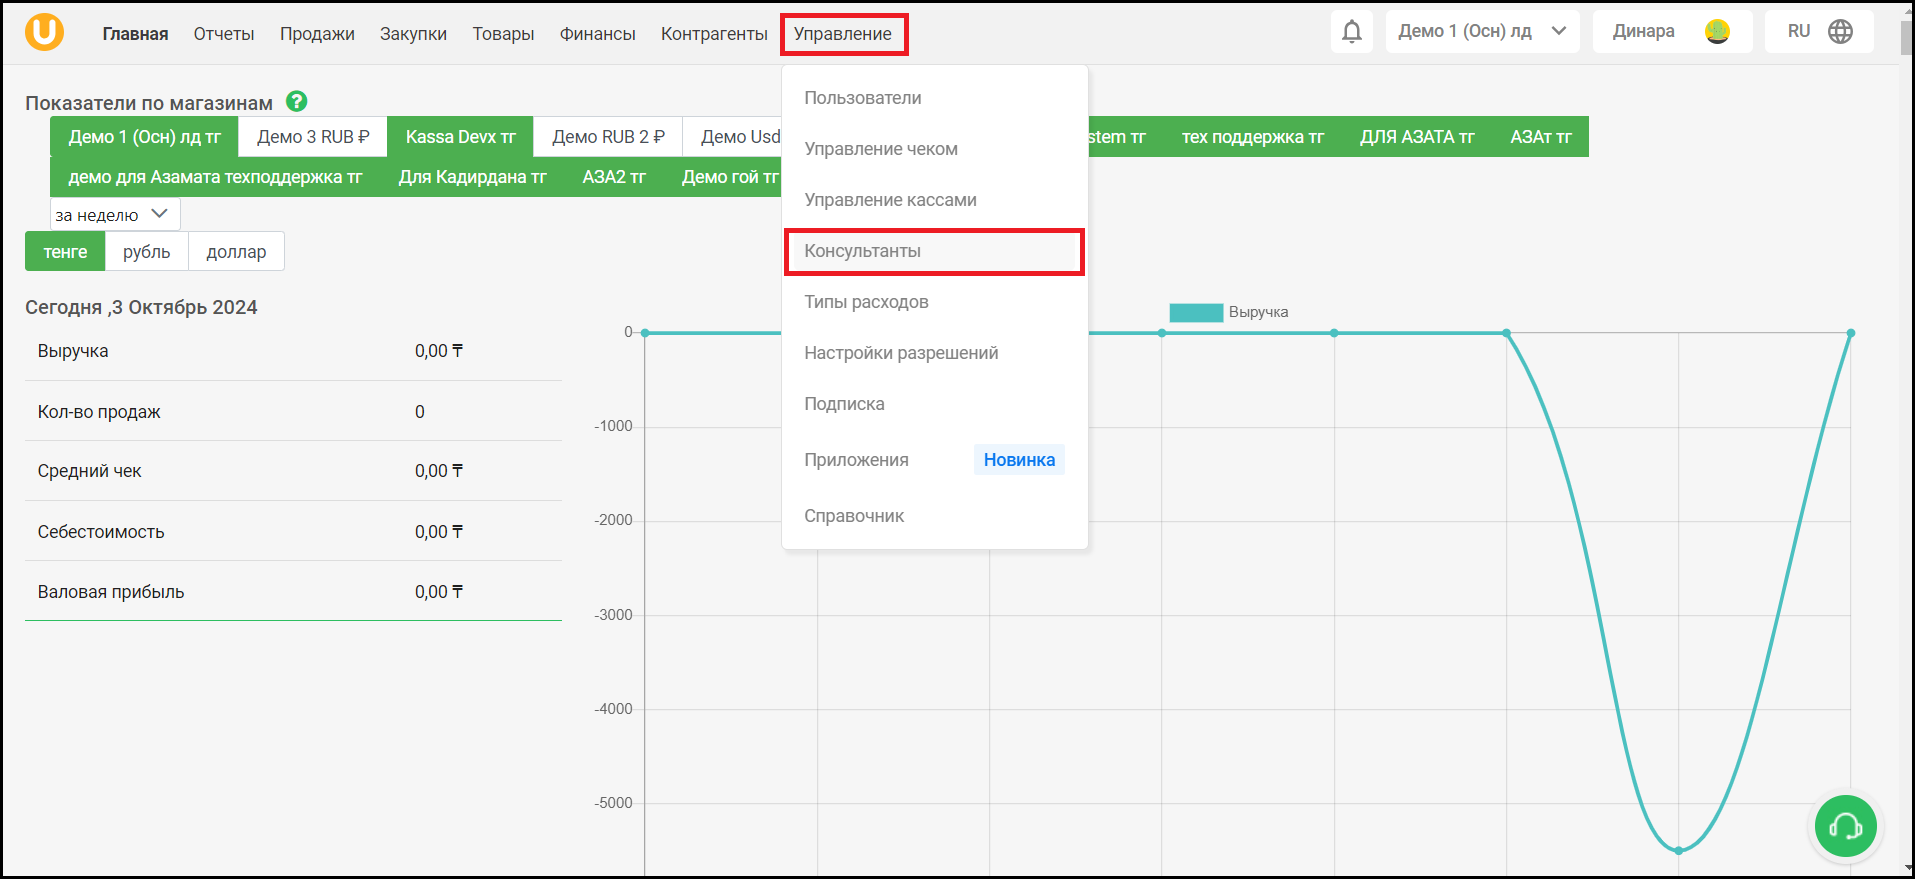 U
Главная Отчеты Продажи Закупки Товары Финансы Контрагенты Управление Демо 1 (Осн) лд Динара RU
Показатели по магазинам ?
Демо 1 (Осн) лд тг Демо 3 RUB ₽ Kassa Devx тг Демо RUB 2 ₽ Демо Usd stem тг тех поддержка тг ДЛЯ АЗАТА тг АЗАт тг
демо для Азамата техподдержка тг Для Кадирдана тг АЗА2 тг Демо гой тг
за неделю
тенге рубль доллар
Пользователи
Управление чеком
Управление кассами
Консультанты
Типы расходов
Настройки разрешений
Подписка
Приложения Новинка
Справочник
Сегодня ,3 Октябрь 2024
Выручка 0,00 ₸
Кол-во продаж 0
Средний чек 0,00 ₸
Себестоимость 0,00 ₸
Валовая прибыль 0,00 ₸
Выручка
0
-1000
-2000
-3000
-4000
-5000